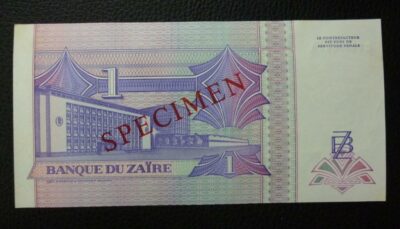 LE CONTREFACTEUR
EST PUNI DE
SERVITUDE PENALE
1
SPECIMEN
BZ
BANQUE DU ZAÏRE
1